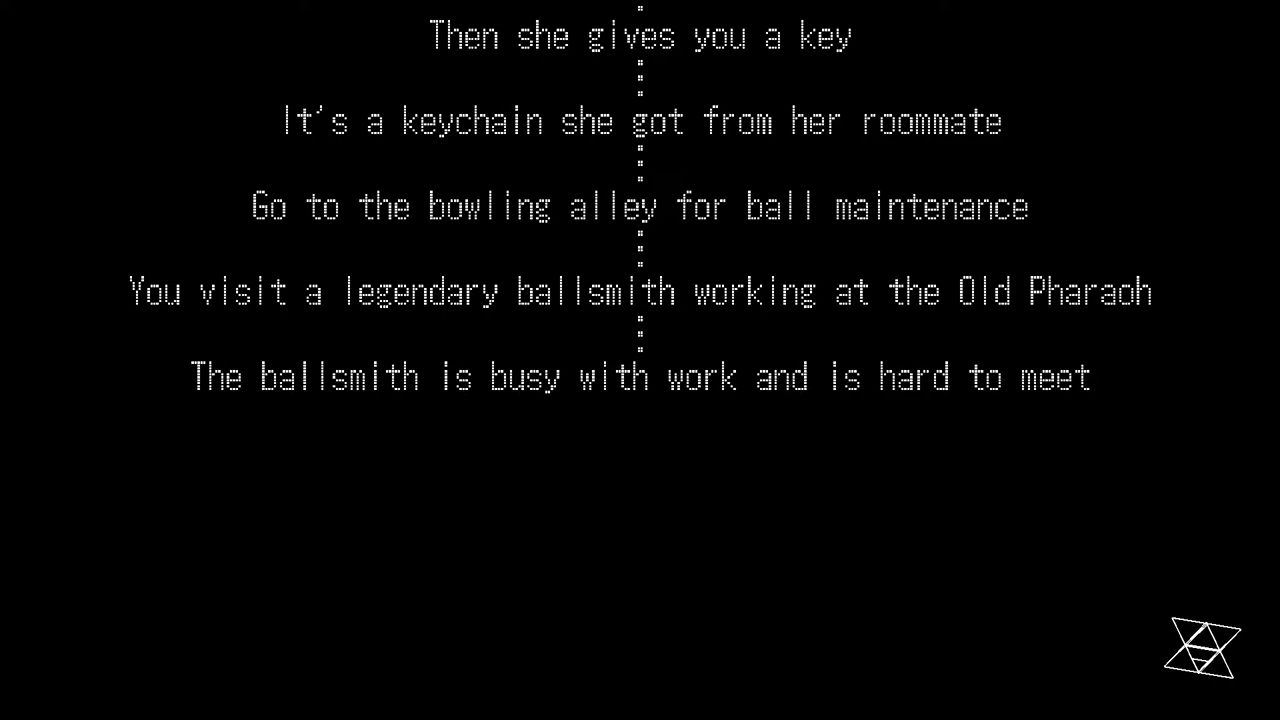 Then she gives you a key
It's a keychain she got from her roommate
Go to the bowling alley for ball maintenance
You visit a legendary ballsmith working at the Old Pharaoh
The ballsmith is busy with work and is hard to meet